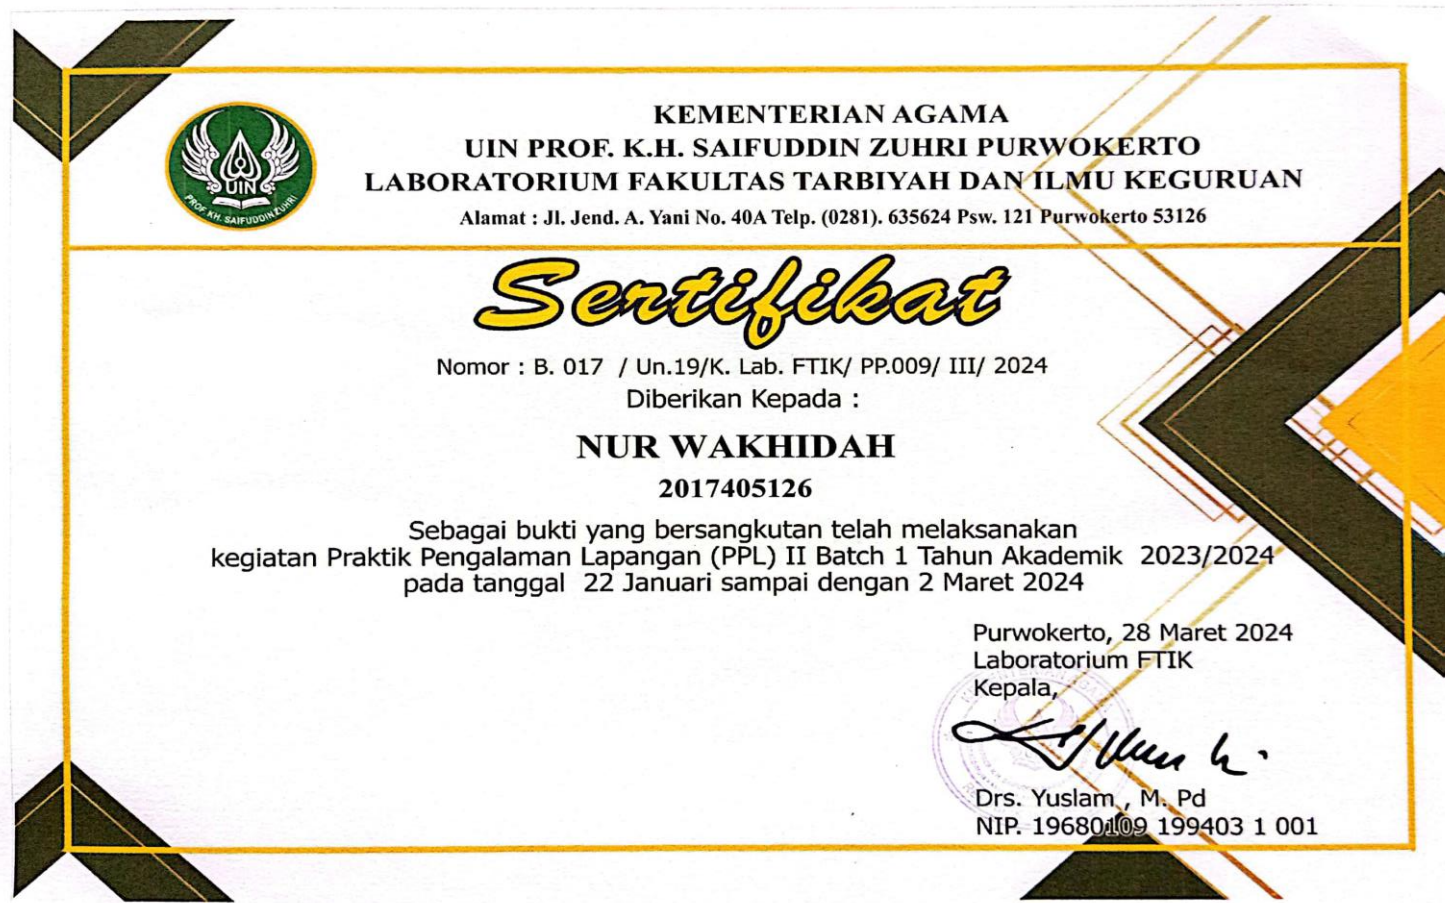 KEMENTERIAN AGAMA
UIN PROF. K.H. SAIFUDDIN ZUHRI PURWOKERTO
LABORATORIUM FAKULTAS TARBIYAH DAN ILMU KEGURUAN
Alamat : Jl. Jend. A. Yani No. 40A Telp. (0281). 635624 Psw. 121 Purwokerto 53126
UIN
PROF. KH. SAIFUDDIN ZUHRI
Sertifikat
Nomor : B. 017 / Un.19/K. Lab. FTIK/ PP.009/ III/ 2024
Diberikan Kepada :
NUR WAKHIDAH
2017405126
Sebagai bukti yang bersangkutan telah melaksanakan
kegiatan Praktik Pengalaman Lapangan (PPL) II Batch 1 Tahun Akademik 2023/2024
pada tanggal 22 Januari sampai dengan 2 Maret 2024
Purwokerto, 28 Maret 2024
Laboratorium FTIK
Kepala,
Drs. Yuslam , M. Pd
NIP. 19680109 199403 1 001